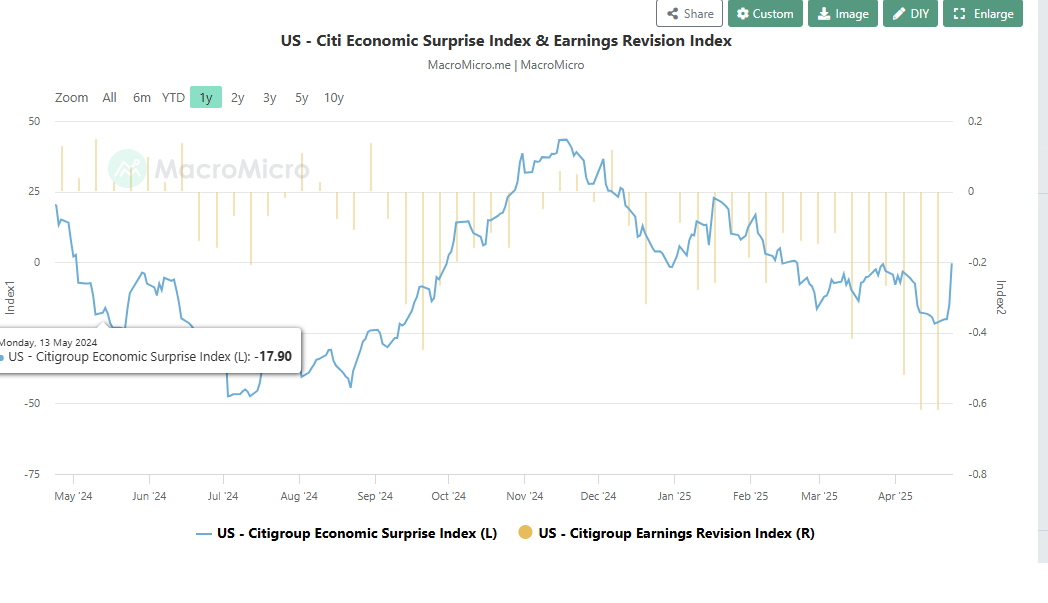 Share Custom Image DIY Enlarge
US - Citi Economic Surprise Index & Earnings Revision Index
MacroMicro.me | MacroMicro
Zoom All 6m YTD 1y 2y 3y 5y 10y
50 0.2
MacroMicro
25 0
0 -0.2
Index1
Index2
-0.4
Monday, 13 May 2024
US - Citigroup Economic Surprise Index (L): -17.90
-50 -0.6
-75 -0.8
May '24 Jun '24 Jul '24 Aug '24 Sep '24 Oct '24 Nov '24 Dec '24 Jan '25 Feb '25 Mar '25 Apr '25
US - Citigroup Economic Surprise Index (L) US - Citigroup Earnings Revision Index (R)